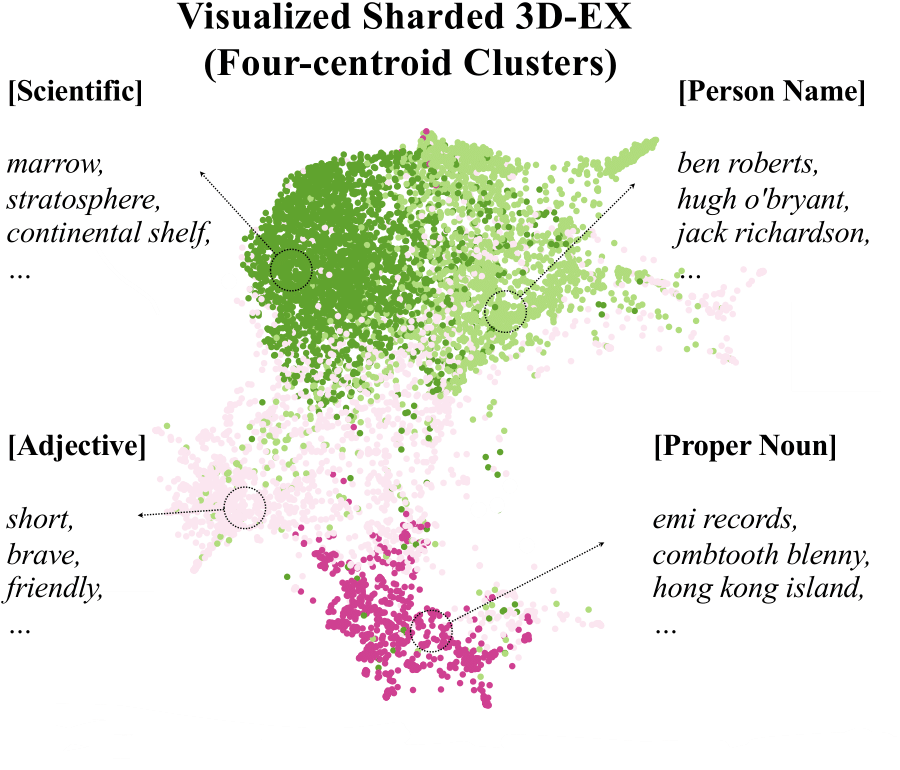 Visualized Sharded 3D-EX
(Four-centroid Clusters)
[Scientific]
marrow,
stratosphere,
continental shelf,
...
[Person Name]
ben roberts,
hugh o'bryant,
jack richardson,
...
[Adjective]
short,
brave,
friendly,
...
[Proper Noun]
emi records,
combtooth blenny,
hong kong island,
...